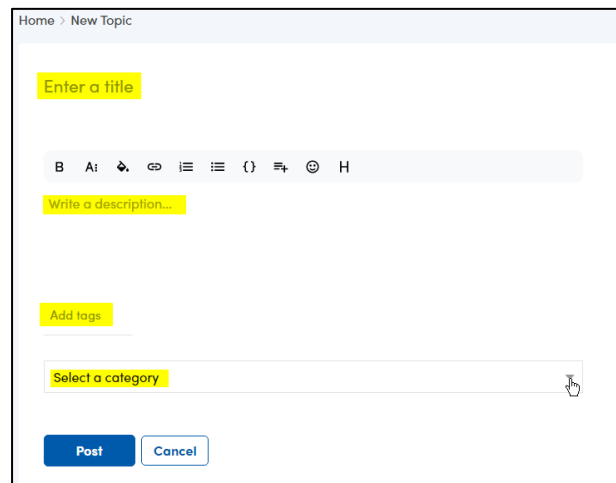 Home > New Topic
Enter a title
B A {} H
Write a description...
Add tags
Select a category
Post Cancel